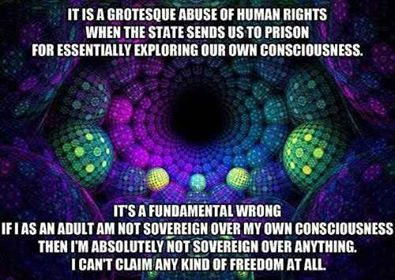 IT IS A GROTESQUE ABUSE OF HUMAN RIGHTS
WHEN THE STATE SENDS US TO PRISON
FOR ESSENTIALLY EXPLORING OUR OWN CONSCIOUSNESS.
IT'S A FUNDAMENTAL WRONG
IF I AS AN ADULT AM NOT SOVEREIGN OVER MY OWN CONSCIOUSNESS
THEN I'M ABSOLUTELY NOT SOVEREIGN OVER ANYTHING.
I CAN'T CLAIM ANY KIND OF FREEDOM AT ALL.